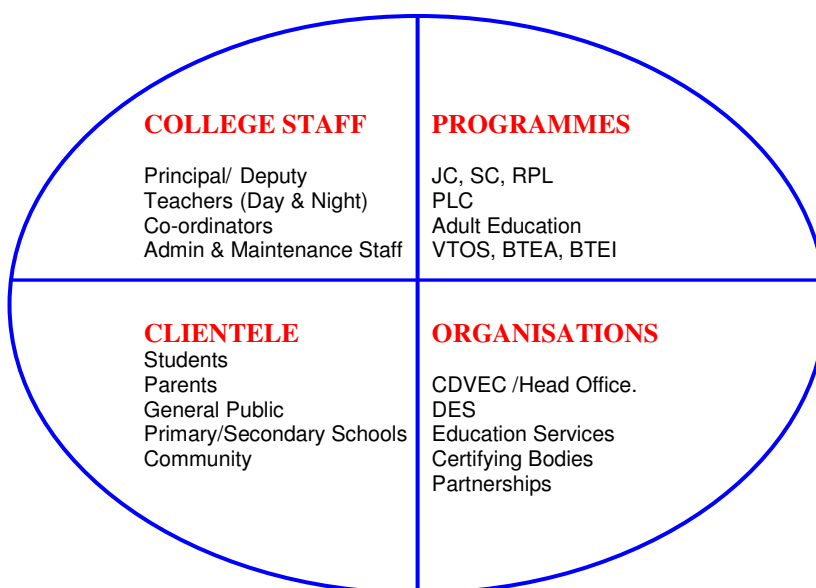 COLLEGE STAFF
Principal/ Deputy
Teachers (Day & Night)
Co-ordinators
Admin & Maintenance Staff
PROGRAMMES
JC, SC, RPL
PLC
Adult Education
VTOS, BTEA, BTEI
CLIENTELE
Students
Parents
General Public
Primary/Secondary Schools
Community
ORGANISATIONS
CDVEC /Head Office.
DES
Education Services
Certifying Bodies
Partnerships